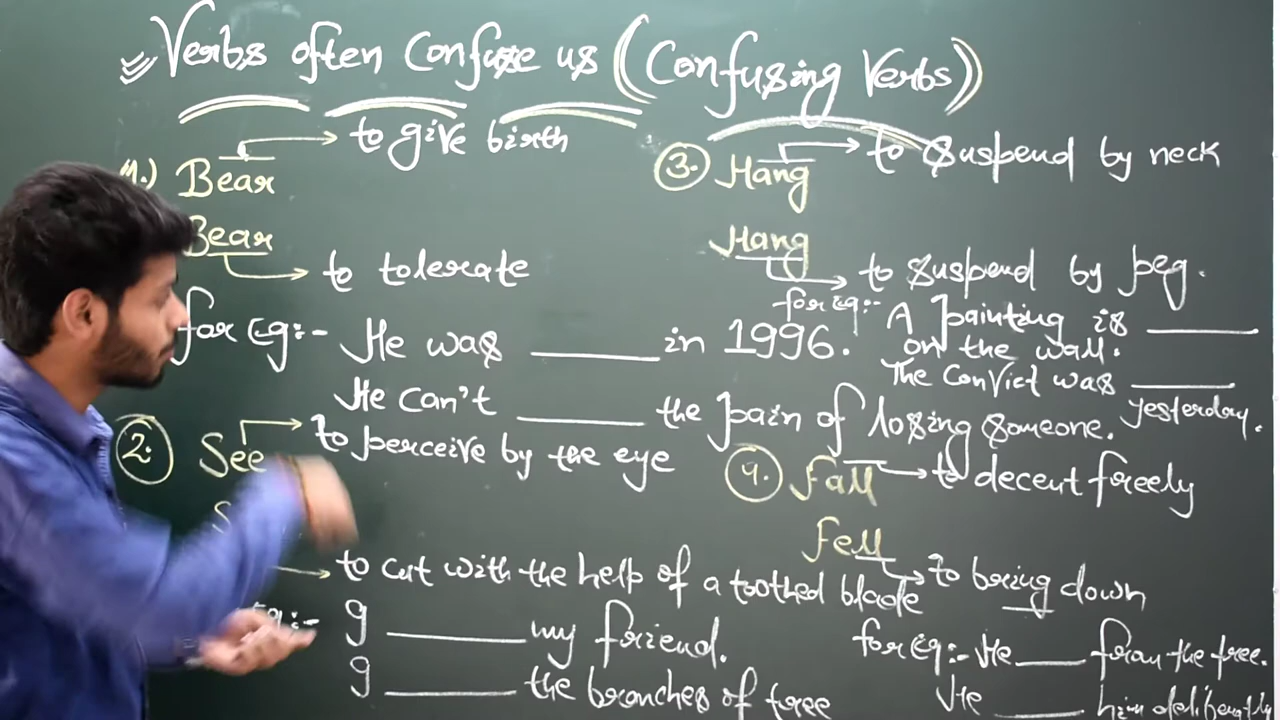 Verbs often Confuse us (Confusing Verbs)
1.) Bear → to give birth
Bear
→ to tolerate
for Eg:- He was ______ in 1996.
He can't ______ the pain of losing someone.
2. See → to perceive by the eye
S
→ to cut with the help of a toothed blade
Eg:- I ______ my friend.
I ______ the branches of tree
3. Hang → to suspend by neck
Hang
→ to suspend by peg.
for Eg:- A painting is ______
on the wall.
The Convict was ______
yesterday.
4. Fall → to decent freely
Fell
→ to bring down
for Eg:- He ____ from the tree.
He ____ him deliberatly